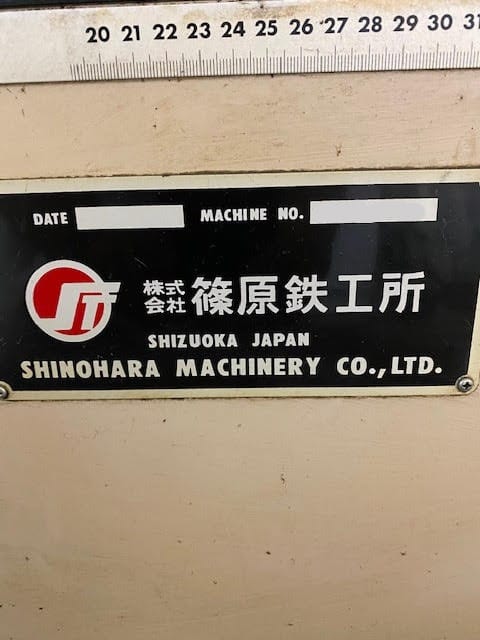 20 21 22 23 24 25 26 27 28 29 30 31
DATE MACHINE NO.
株式会社 篠原鉄工所
SHIZUOKA JAPAN
SHINOHARA MACHINERY CO.,LTD.